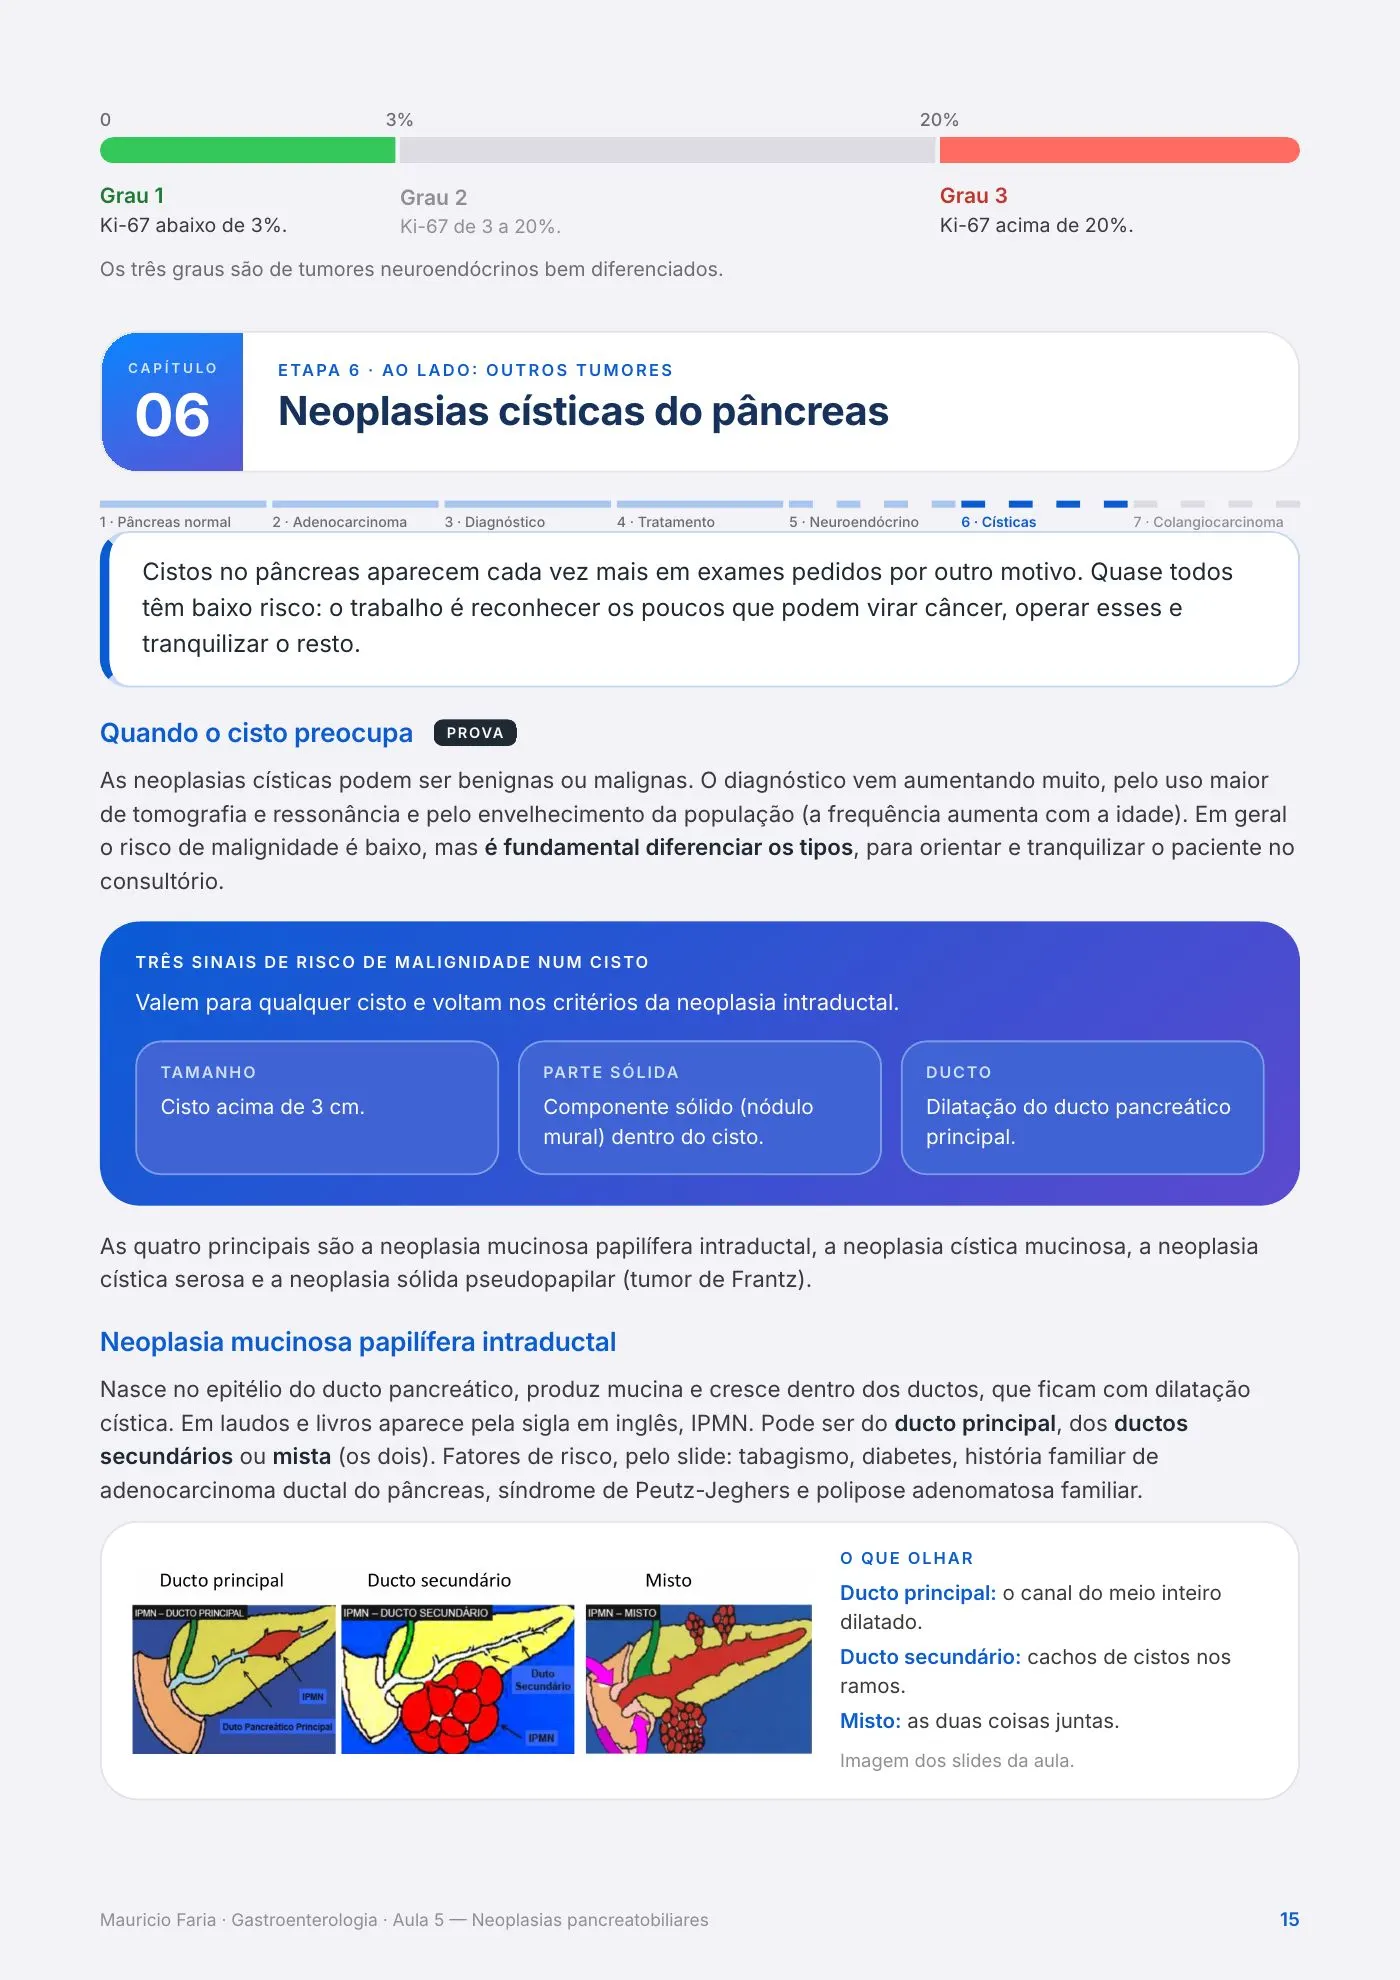 0 3% 20%
Grau 1 Grau 2 Grau 3
Ki-67 abaixo de 3%. Ki-67 de 3 a 20%. Ki-67 acima de 20%.
Os três graus são de tumores neuroendócrinos bem diferenciados.
CAPÍTULO
06
ETAPA 6 · AO LADO: OUTROS TUMORES
Neoplasias císticas do pâncreas
1 · Pâncreas normal 2 · Adenocarcinoma 3 · Diagnóstico 4 · Tratamento 5 · Neuroendócrino 6 · Císticas 7 · Colangiocarcinoma
Cistos no pâncreas aparecem cada vez mais em exames pedidos por outro motivo. Quase todos
têm baixo risco: o trabalho é reconhecer os poucos que podem virar câncer, operar esses e
tranquilizar o resto.
Quando o cisto preocupa PROVA
As neoplasias císticas podem ser benignas ou malignas. O diagnóstico vem aumentando muito, pelo uso maior
de tomografia e ressonância e pelo envelhecimento da população (a frequência aumenta com a idade). Em geral
o risco de malignidade é baixo, mas é fundamental diferenciar os tipos, para orientar e tranquilizar o paciente no
consultório.
TRÊS SINAIS DE RISCO DE MALIGNIDADE NUM CISTO
Valem para qualquer cisto e voltam nos critérios da neoplasia intraductal.
TAMANHO
Cisto acima de 3 cm.
PARTE SÓLIDA
Componente sólido (nódulo
mural) dentro do cisto.
DUCTO
Dilatação do ducto pancreático
principal.
As quatro principais são a neoplasia mucinosa papilífera intraductal, a neoplasia cística mucinosa, a neoplasia
cística serosa e a neoplasia sólida pseudopapilar (tumor de Frantz).
Neoplasia mucinosa papilífera intraductal
Nasce no epitélio do ducto pancreático, produz mucina e cresce dentro dos ductos, que ficam com dilatação
cística. Em laudos e livros aparece pela sigla em inglês, IPMN. Pode ser do ducto principal, dos ductos
secundários ou mista (os dois). Fatores de risco, pelo slide: tabagismo, diabetes, história familiar de
adenocarcinoma ductal do pâncreas, síndrome de Peutz-Jeghers e polipose adenomatosa familiar.
Ducto principal
IPMN – DUCTO PRINCIPAL
IPMN
Duto Pancreático Principal
Ducto secundário
IPMN – DUCTO SECUNDÁRIO
Duto
Secundário
IPMN
Misto
IPMN – MISTO
O QUE OLHAR
Ducto principal: o canal do meio inteiro
dilatado.
Ducto secundário: cachos de cistos nos
ramos.
Misto: as duas coisas juntas.
Imagem dos slides da aula.
Mauricio Faria · Gastroenterologia · Aula 5 — Neoplasias pancreatobiliares 15